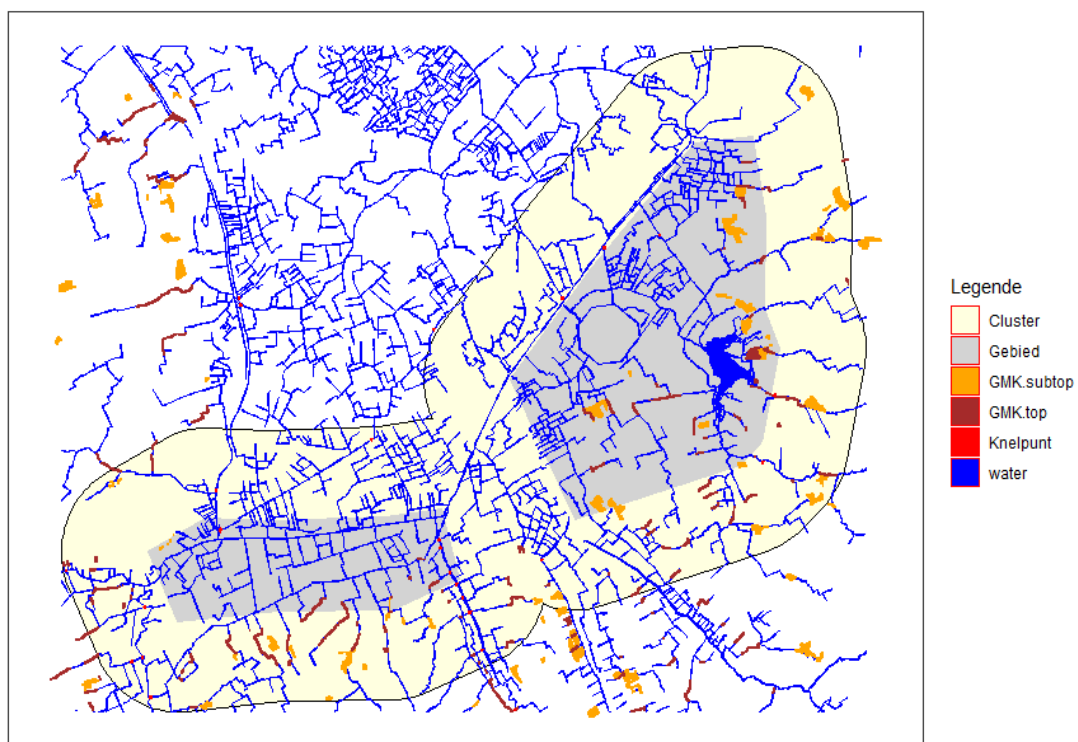 Legende
Cluster
Gebied
GMK.subtop
GMK.top
Knelpunt
water